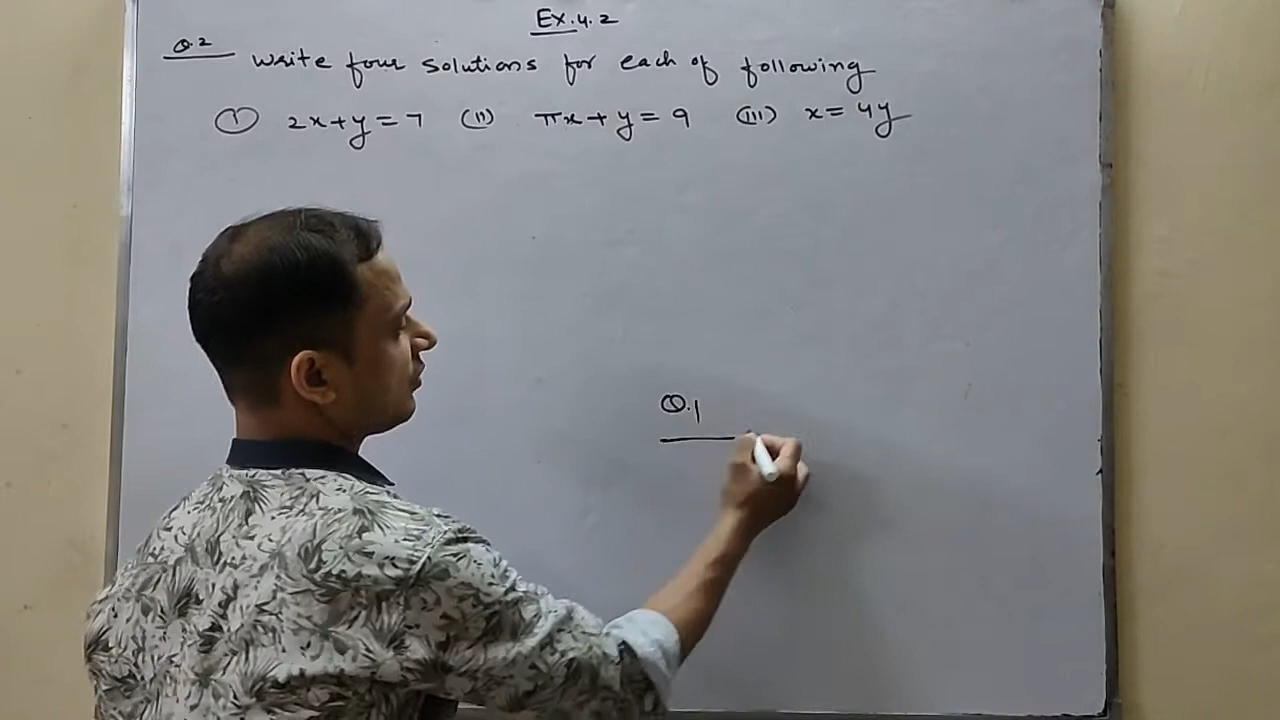 Ex.4.2
Q.2 Write four solutions for each of following
(i) 2x+y=7 (ii) πx+y=9 (iii) x=4y
Q.1